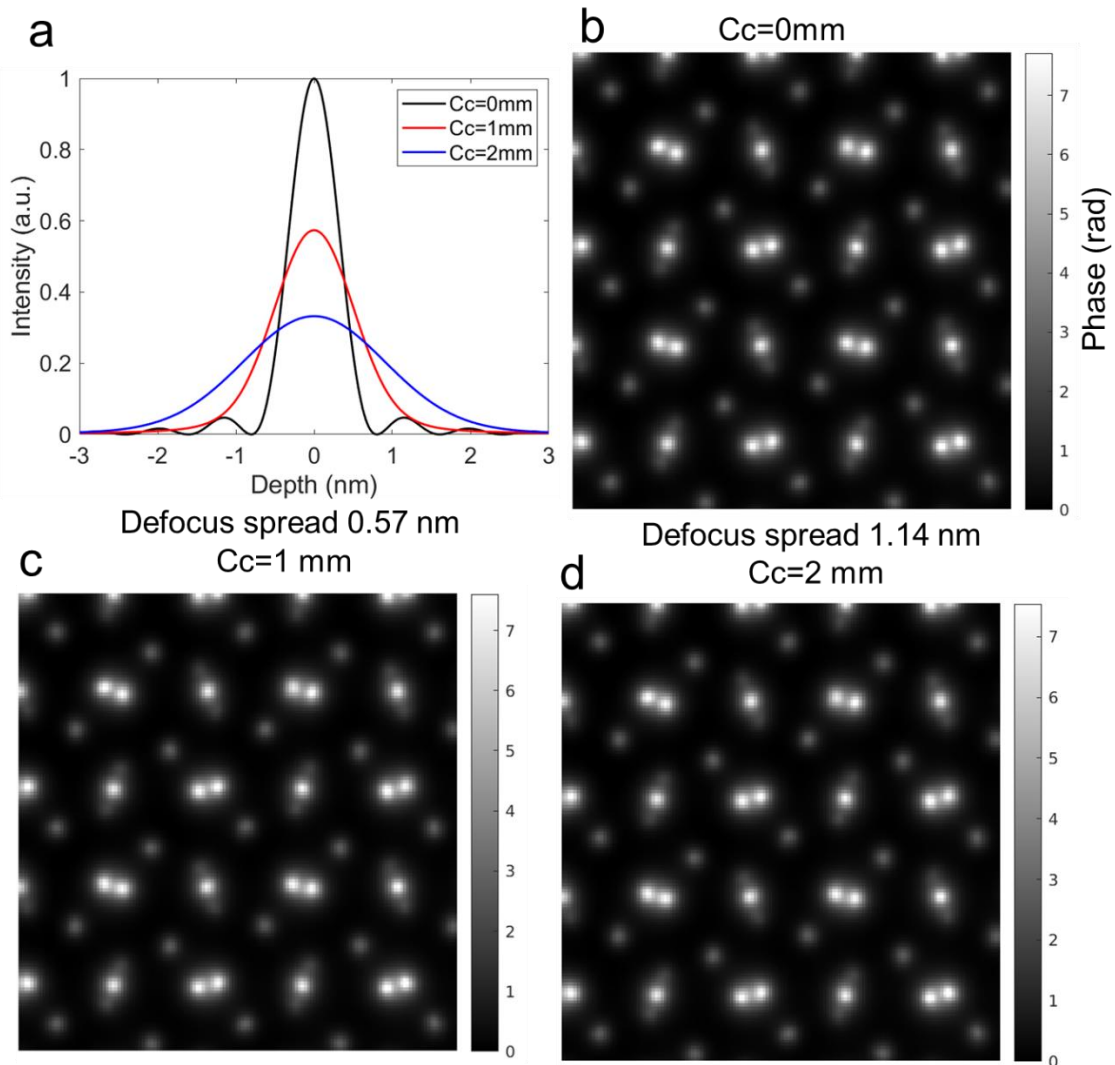 a
1
0.8
0.6
0.4
0.2
0
Intensity (a.u.)
Cc=0mm
Cc=1mm
Cc=2mm
-3 -2 -1 0 1 2 3
Depth (nm)
b
Cc=0mm
7
6
5
4
3
2
1
0
Phase (rad)
Defocus spread 0.57 nm
c
Cc=1 mm
7
6
5
4
3
2
1
0
Defocus spread 1.14 nm
d
Cc=2 mm
7
6
5
4
3
2
1
0